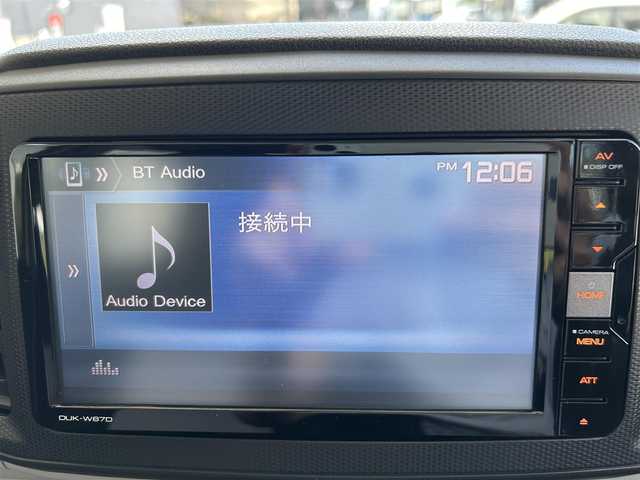 BT Audio
PM 12:06
接続中
Audio Device
AV
DISP OFF
HOME
CAMERA
MENU
ATT
DUK-W67D